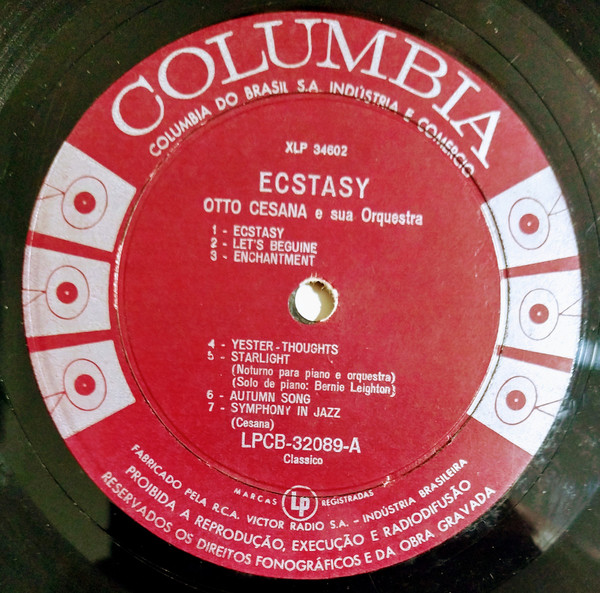 COLUMBIA
COLUMBIA DO BRASIL S.A. INDÚSTRIA E COMERCIO
XLP 34602
ECSTASY
OTTO CESANA e sua Orquestra
1 - ECSTASY
2 - LET'S BEGUINE
3 - ENCHANTMENT
4 - YESTER-THOUGHTS
5 - STARLIGHT
(Noturno para piano e orquestra)
(Solo de piano: Bernie Leighton)
6 - AUTUMN SONG
7 - SYMPHONY IN JAZZ
(Cesana)
LPCB-32089-A
Classico
MARCAS Lp REGISTRADAS
FABRICADO PELA R.C.A. VICTOR RADIO S.A. - INDÚSTRIA BRASILEIRA
PROIBIDA A REPRODUÇÃO, EXECUÇÃO E RADIODIFUSÃO
RESERVADOS OS DIREITOS FONOGRÁFICOS E DA OBRA GRAVADA